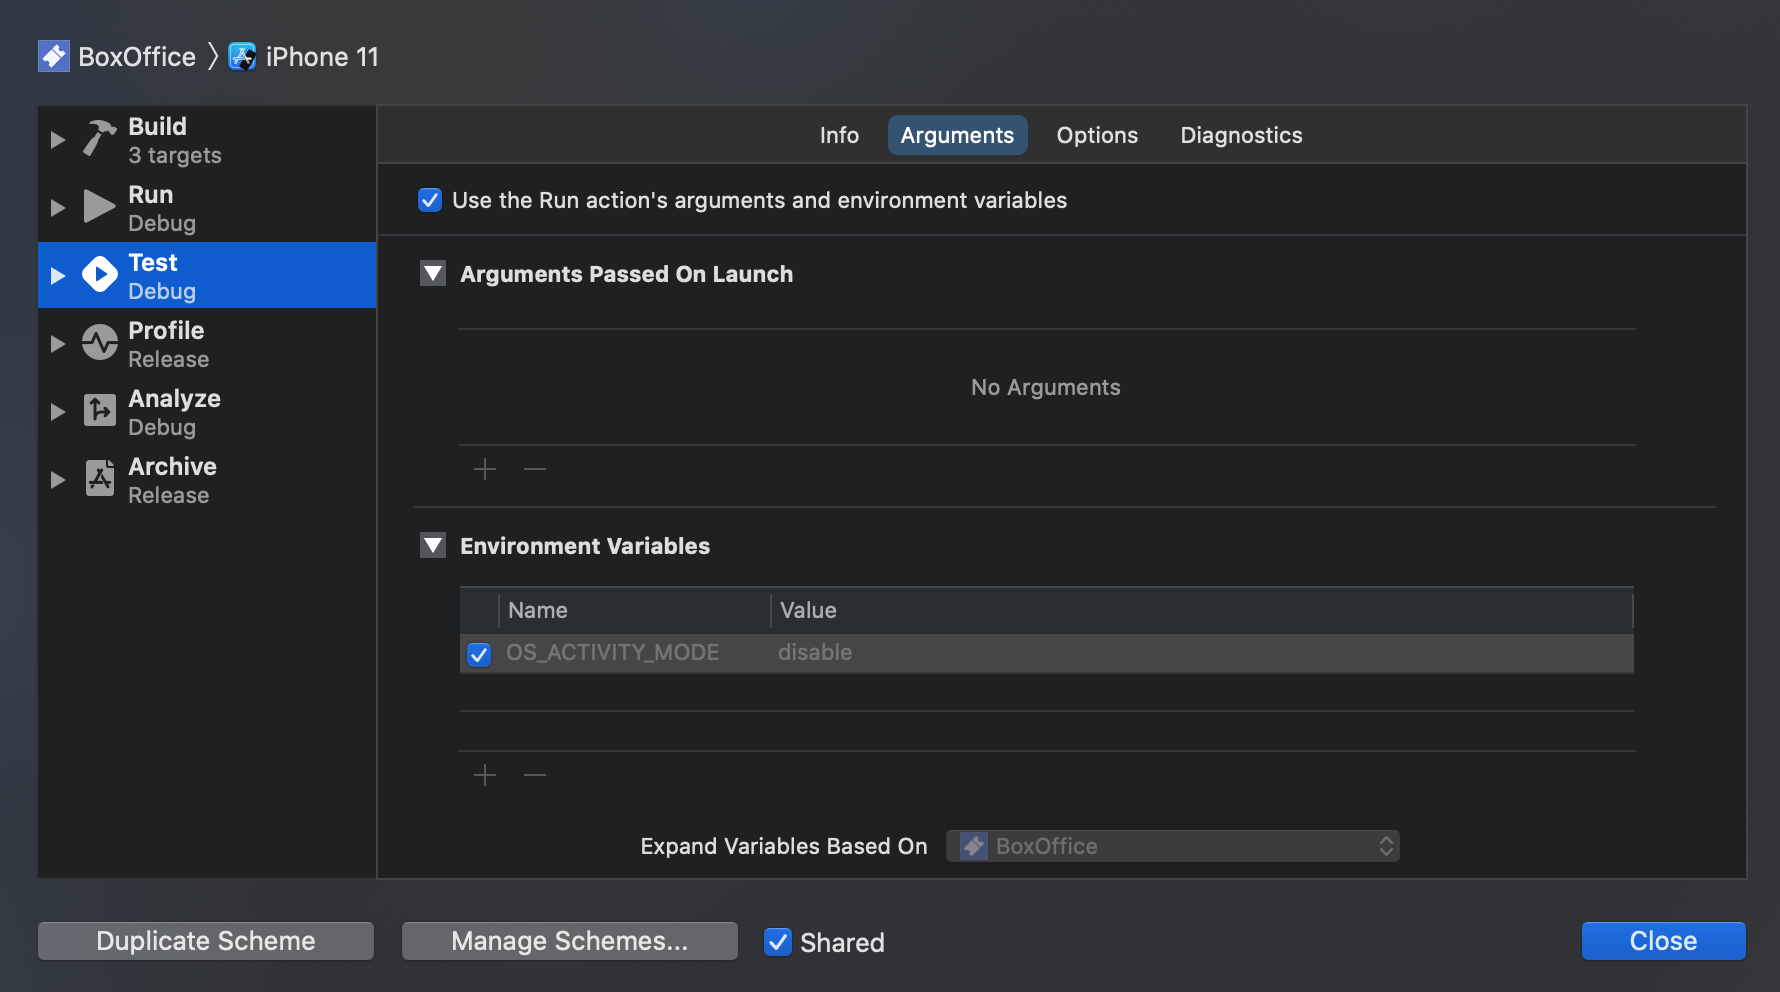 BoxOffice 〉 iPhone 11
Build
3 targets
Run
Debug
Test
Debug
Profile
Release
Analyze
Debug
Archive
Release
Info Arguments Options Diagnostics
Use the Run action's arguments and environment variables
Arguments Passed On Launch
No Arguments
Environment Variables
Name Value
OS_ACTIVITY_MODE disable
Expand Variables Based On BoxOffice
Duplicate Scheme Manage Schemes... Shared Close